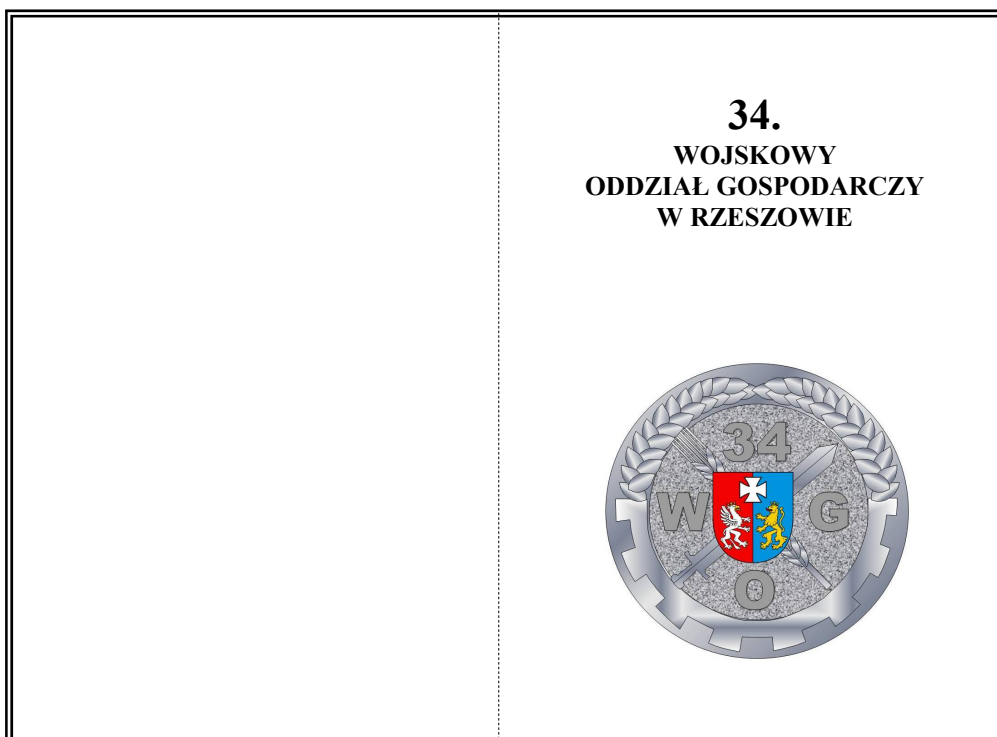 34.
WOJSKOWY
ODDZIAŁ GOSPODARCZY
W RZESZOWIE
34
W G
O